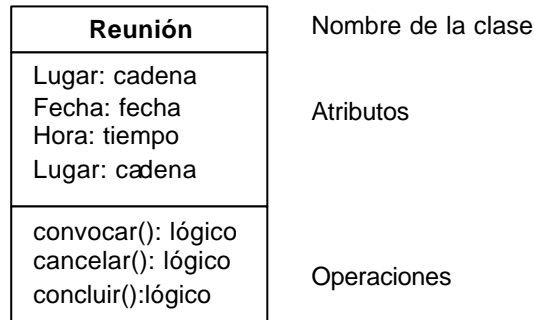 Reunión
Nombre de la clase
Lugar: cadena
Fecha: fecha
Atributos
Hora: tiempo
Lugar: cadena
convocar(): lógico
cancelar(): lógico
Operaciones
concluir():lógico